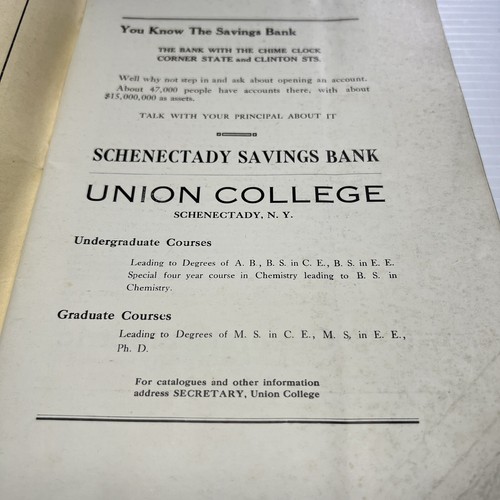 You Know The Savings Bank
THE BANK WITH THE CHIME CLOCK
CORNER STATE and CLINTON STS.
Well why not step in and ask about opening an account.
About 47,000 people have accounts there, with about
$15,000,000 as assets.
TALK WITH YOUR PRINCIPAL ABOUT IT
SCHENECTADY SAVINGS BANK
UNION COLLEGE
SCHENECTADY, N. Y.
Undergraduate Courses
Leading to Degrees of A. B , B. S. in C. E., B. S. in E. E.
Special four year course in Chemistry leading to B. S. in
Chemistry.
Graduate Courses
Leading to Degrees of M. S. in C. E., M. S, in E. E.,
Ph. D.
For catalogues and other information
address SECRETARY, Union College